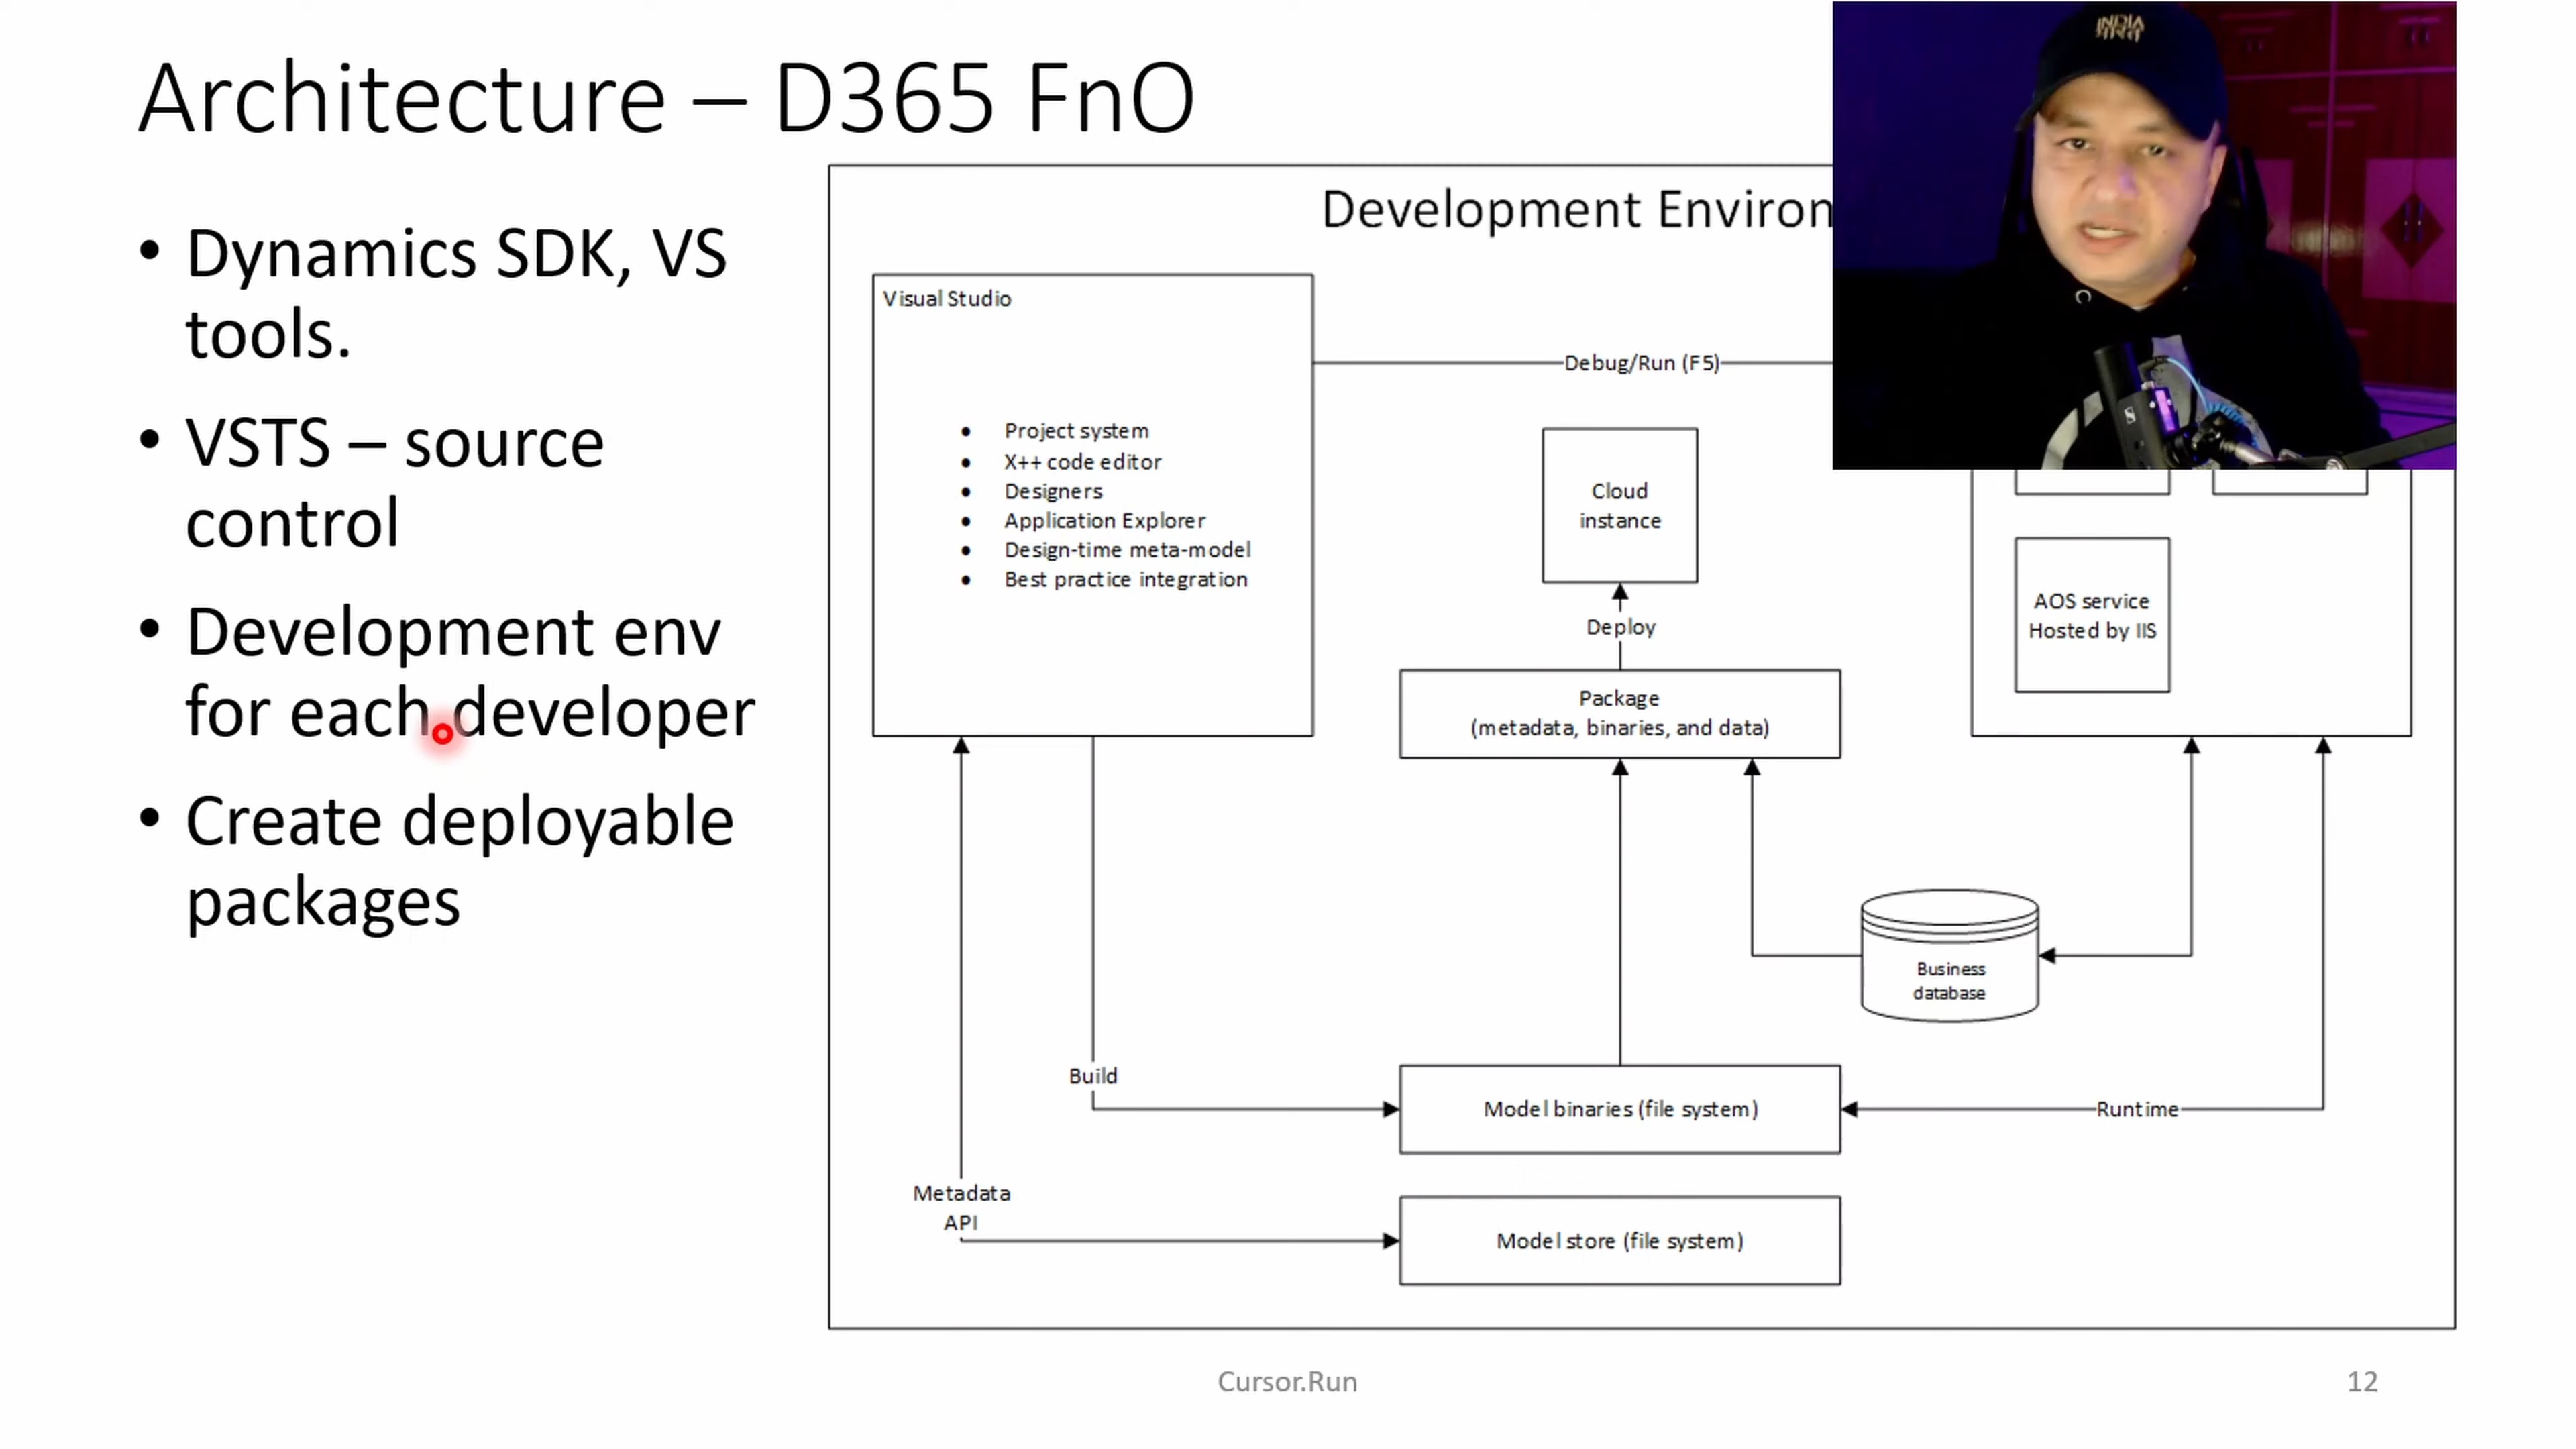 Architecture – D365 FnO
INDIA
• Dynamics SDK, VS
tools.
• VSTS – source
control
• Development env
for each developer
• Create deployable
packages
Development Environ
Visual Studio
• Project system
• X++ code editor
• Designers
• Application Explorer
• Design-time meta-model
• Best practice integration
Debug/Run (F5)
Cloud
instance
Deploy
Package
(metadata, binaries, and data)
AOS service
Hosted by IIS
Business
database
Build
Model binaries (file system)
Runtime
Metadata
API
Model store (file system)
Cursor.Run
12